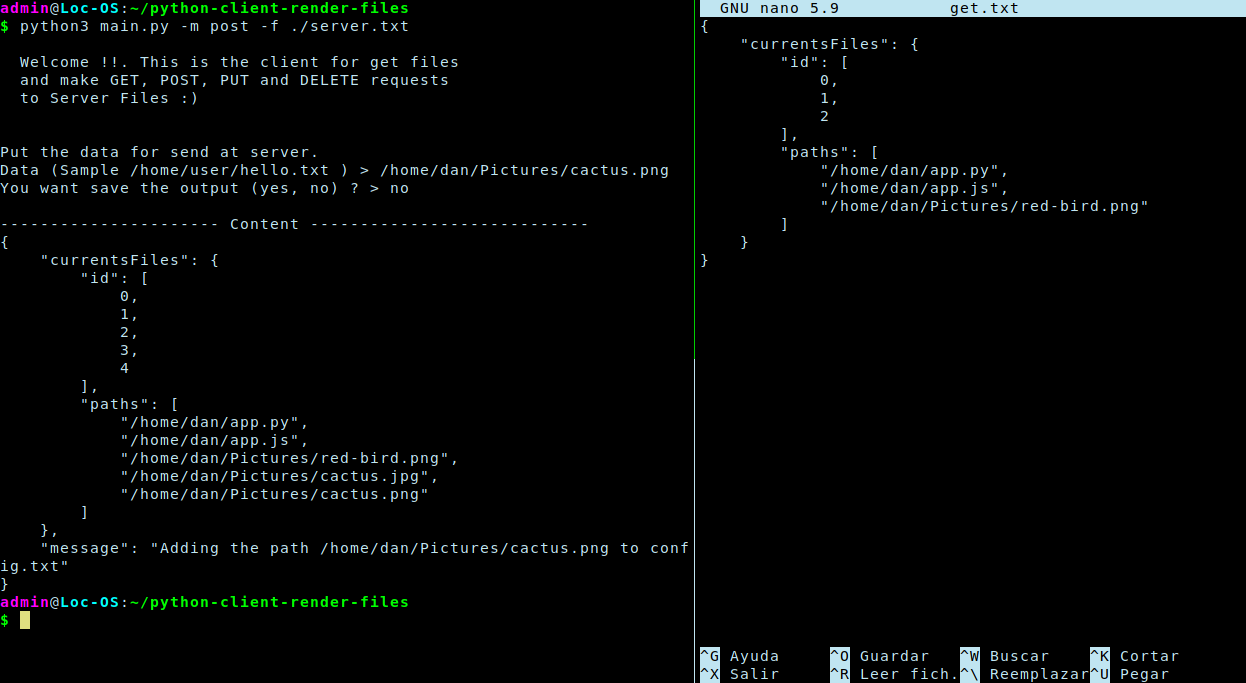 admin@Loc-OS:~/python-client-render-files
$ python3 main.py -m post -f ./server.txt
Welcome !!. This is the client for get files
and make GET, POST, PUT and DELETE requests
to Server Files :)
Put the data for send at server.
Data (Sample /home/user/hello.txt ) > /home/dan/Pictures/cactus.png
You want save the output (yes, no) ? > no
---------------------- Content ----------------------------
{
    "currentsFiles": {
        "id": [
            0,
            1,
            2,
            3,
            4
        ],
        "paths": [
            "/home/dan/app.py",
            "/home/dan/app.js",
            "/home/dan/Pictures/red-bird.png",
            "/home/dan/Pictures/cactus.jpg",
            "/home/dan/Pictures/cactus.png"
        ]
    },
    "message": "Adding the path /home/dan/Pictures/cactus.png to conf
ig.txt"
}
admin@Loc-OS:~/python-client-render-files
$
GNU nano 5.9 get.txt
{
    "currentsFiles": {
        "id": [
            0,
            1,
            2
        ],
        "paths": [
            "/home/dan/app.py",
            "/home/dan/app.js",
            "/home/dan/Pictures/red-bird.png"
        ]
    }
}
^G Ayuda ^O Guardar ^W Buscar ^K Cortar
^X Salir ^R Leer fich.^\ Reemplazar^U Pegar